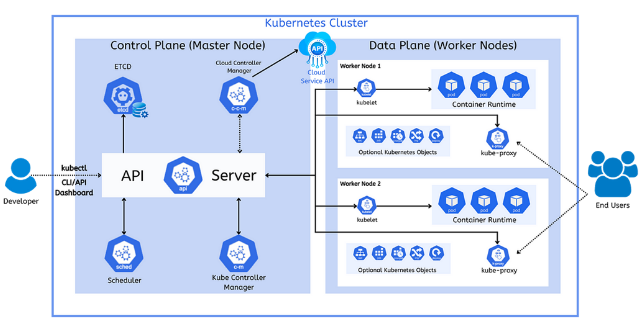 Kubernetes Cluster
Control Plane (Master Node)
Data Plane (Worker Nodes)
ETCD
etcd
Cloud Controller
Manager
c-c-m
API
Cloud
Service API
Worker Node 1
kubelet
pod
pod
pod
Container Runtime
Optional Kubernetes Objects
kube-proxy
Developer
kubectl
CLI/API
Dashboard
API
api
Server
End Users
Worker Node 2
kubelet
pod
pod
pod
Container Runtime
Optional Kubernetes Objects
kube-proxy
sched
Scheduler
c-m
Kube Controller
Manager